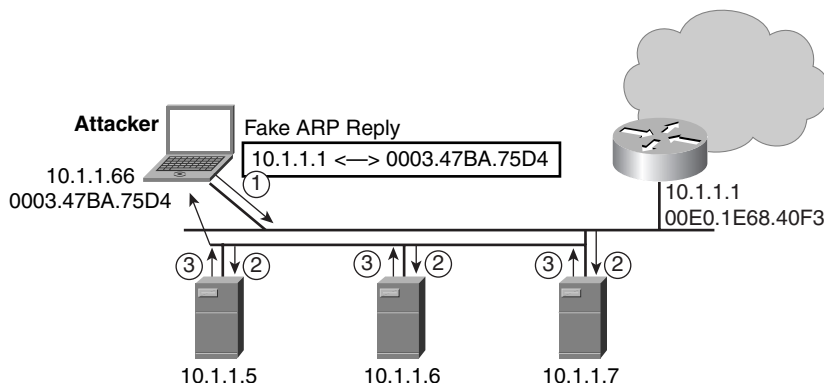 Attacker
Fake ARP Reply
10.1.1.1 <—> 0003.47BA.75D4
1
10.1.1.66
0003.47BA.75D4
10.1.1.1
00E0.1E68.40F3
3
2
3
2
3
2
10.1.1.5
10.1.1.6
10.1.1.7